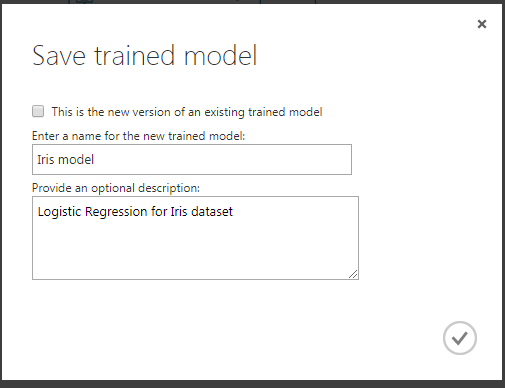 Save trained model
This is the new version of an existing trained model
Enter a name for the new trained model:
Iris model
Provide an optional description:
Logistic Regression for Iris dataset